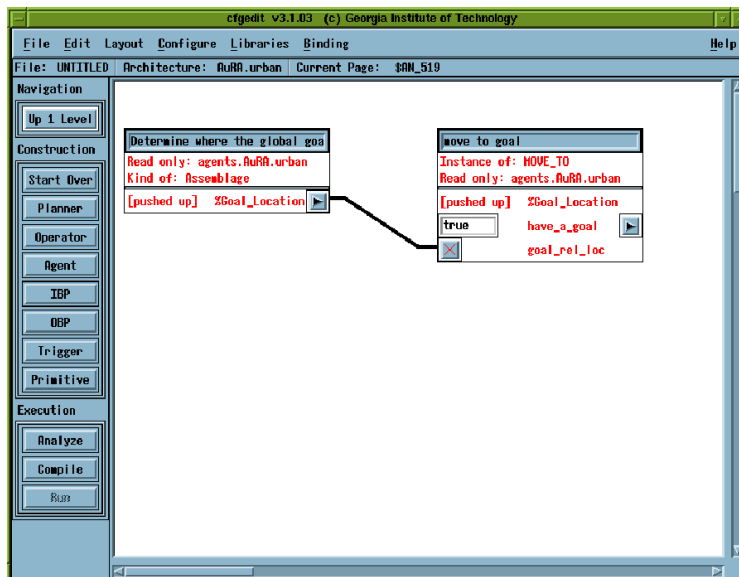 cfgedit v3.1.03 (c) Georgia Institute of Technology
File Edit Layout Configure Libraries Binding Help
File: UNTITLED Architecture: AuRA.urban Current Page: $AN_519
Navigation
Up 1 Level
Construction
Start Over
Planner
Operator
Agent
IBP
OBP
Trigger
Primitive
Execution
Analyze
Compile
Run
Determine where the global goa
Read only: agents.AuRA.urban
Kind of: Assemblage
[pushed up] %Goal_Location
move to goal
Instance of: MOVE_TO
Read only: agents.AuRA.urban
[pushed up] %Goal_Location
true have_a_goal
goal_rel_loc